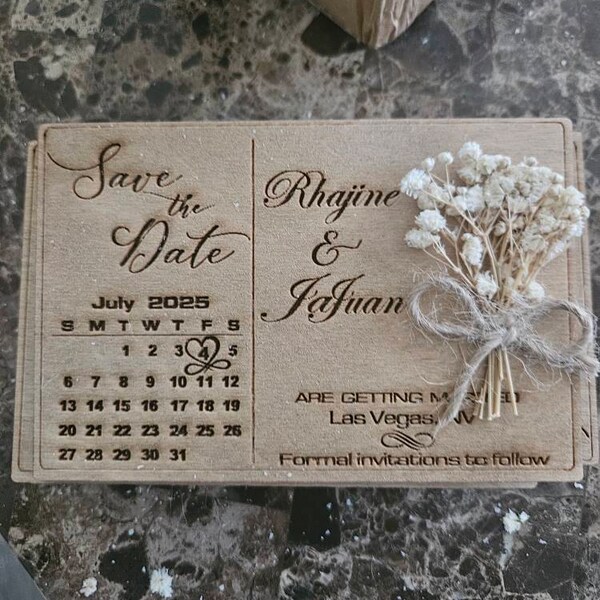 Save
the
Date
July 2025
S M T W T F S
1 2 3 4 5
6 7 8 9 10 11 12
13 14 15 16 17 18 19
20 21 22 23 24 25 26
27 28 29 30 31
Rhajine
&
JaJuan
ARE GETTING
Las Vegas, NV
Formal invitations to follow